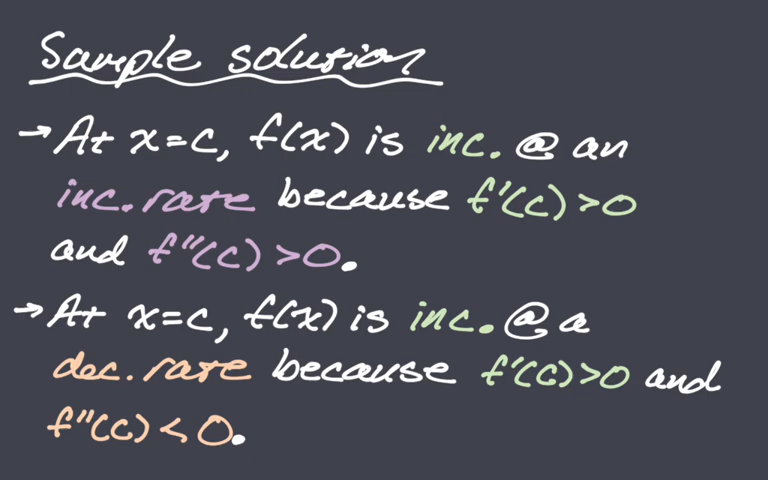 Sample solution
→ At x=c, f(x) is inc. @ an
inc. rate because f'(c) > 0
and f''(c) > 0.
→ At x=c, f(x) is inc. @ a
dec. rate because f'(c) > 0 and
f''(c) < 0.